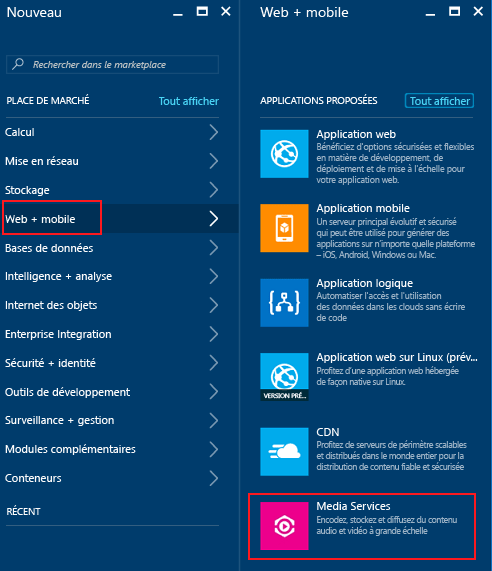 Nouveau
Rechercher dans le marketplace
PLACE DE MARCHÉ Tout afficher
Calcul
Mise en réseau
Stockage
Web + mobile
Bases de données
Intelligence + analyse
Internet des objets
Enterprise Integration
Sécurité + identité
Outils de développement
Surveillance + gestion
Modules complémentaires
Conteneurs
RÉCENT
Web + mobile
APPLICATIONS PROPOSÉES Tout afficher
Application web
Bénéficiez d'options sécurisées et flexibles
en matière de développement, de
déploiement et de mise à l'échelle pour
votre application web.
Application mobile
Un serveur principal évolutif et sécurisé
qui peut être utilisé pour générer des
applications sur n'importe quelle plateforme
– iOS, Android, Windows ou Mac.
Application logique
Automatiser l'accès et l'utilisation
des données dans les clouds sans écrire
de code
Application web sur Linux (prév...
Profitez d'une application web hébergée
de façon native sur Linux.
VERSION PRÉ...
CDN
Profitez de serveurs de périmètre scalables
et distribués dans le monde entier pour la
distribution de contenu fiable et sécurisée
Media Services
Encodez, stockez et diffusez du contenu
audio et vidéo à grande échelle